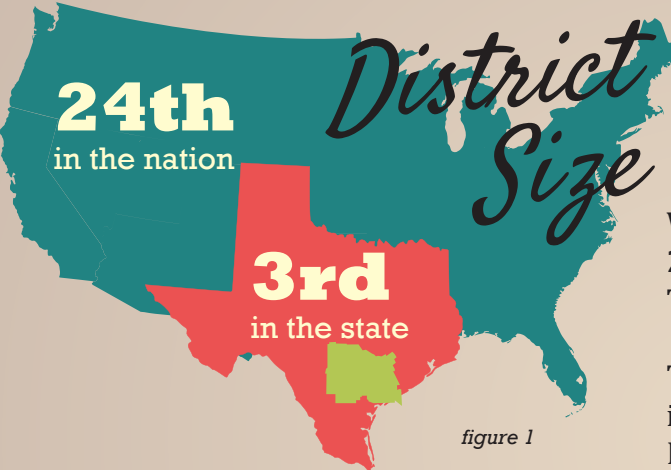 District
Size
24th
in the nation
3rd
in the state
figure 1